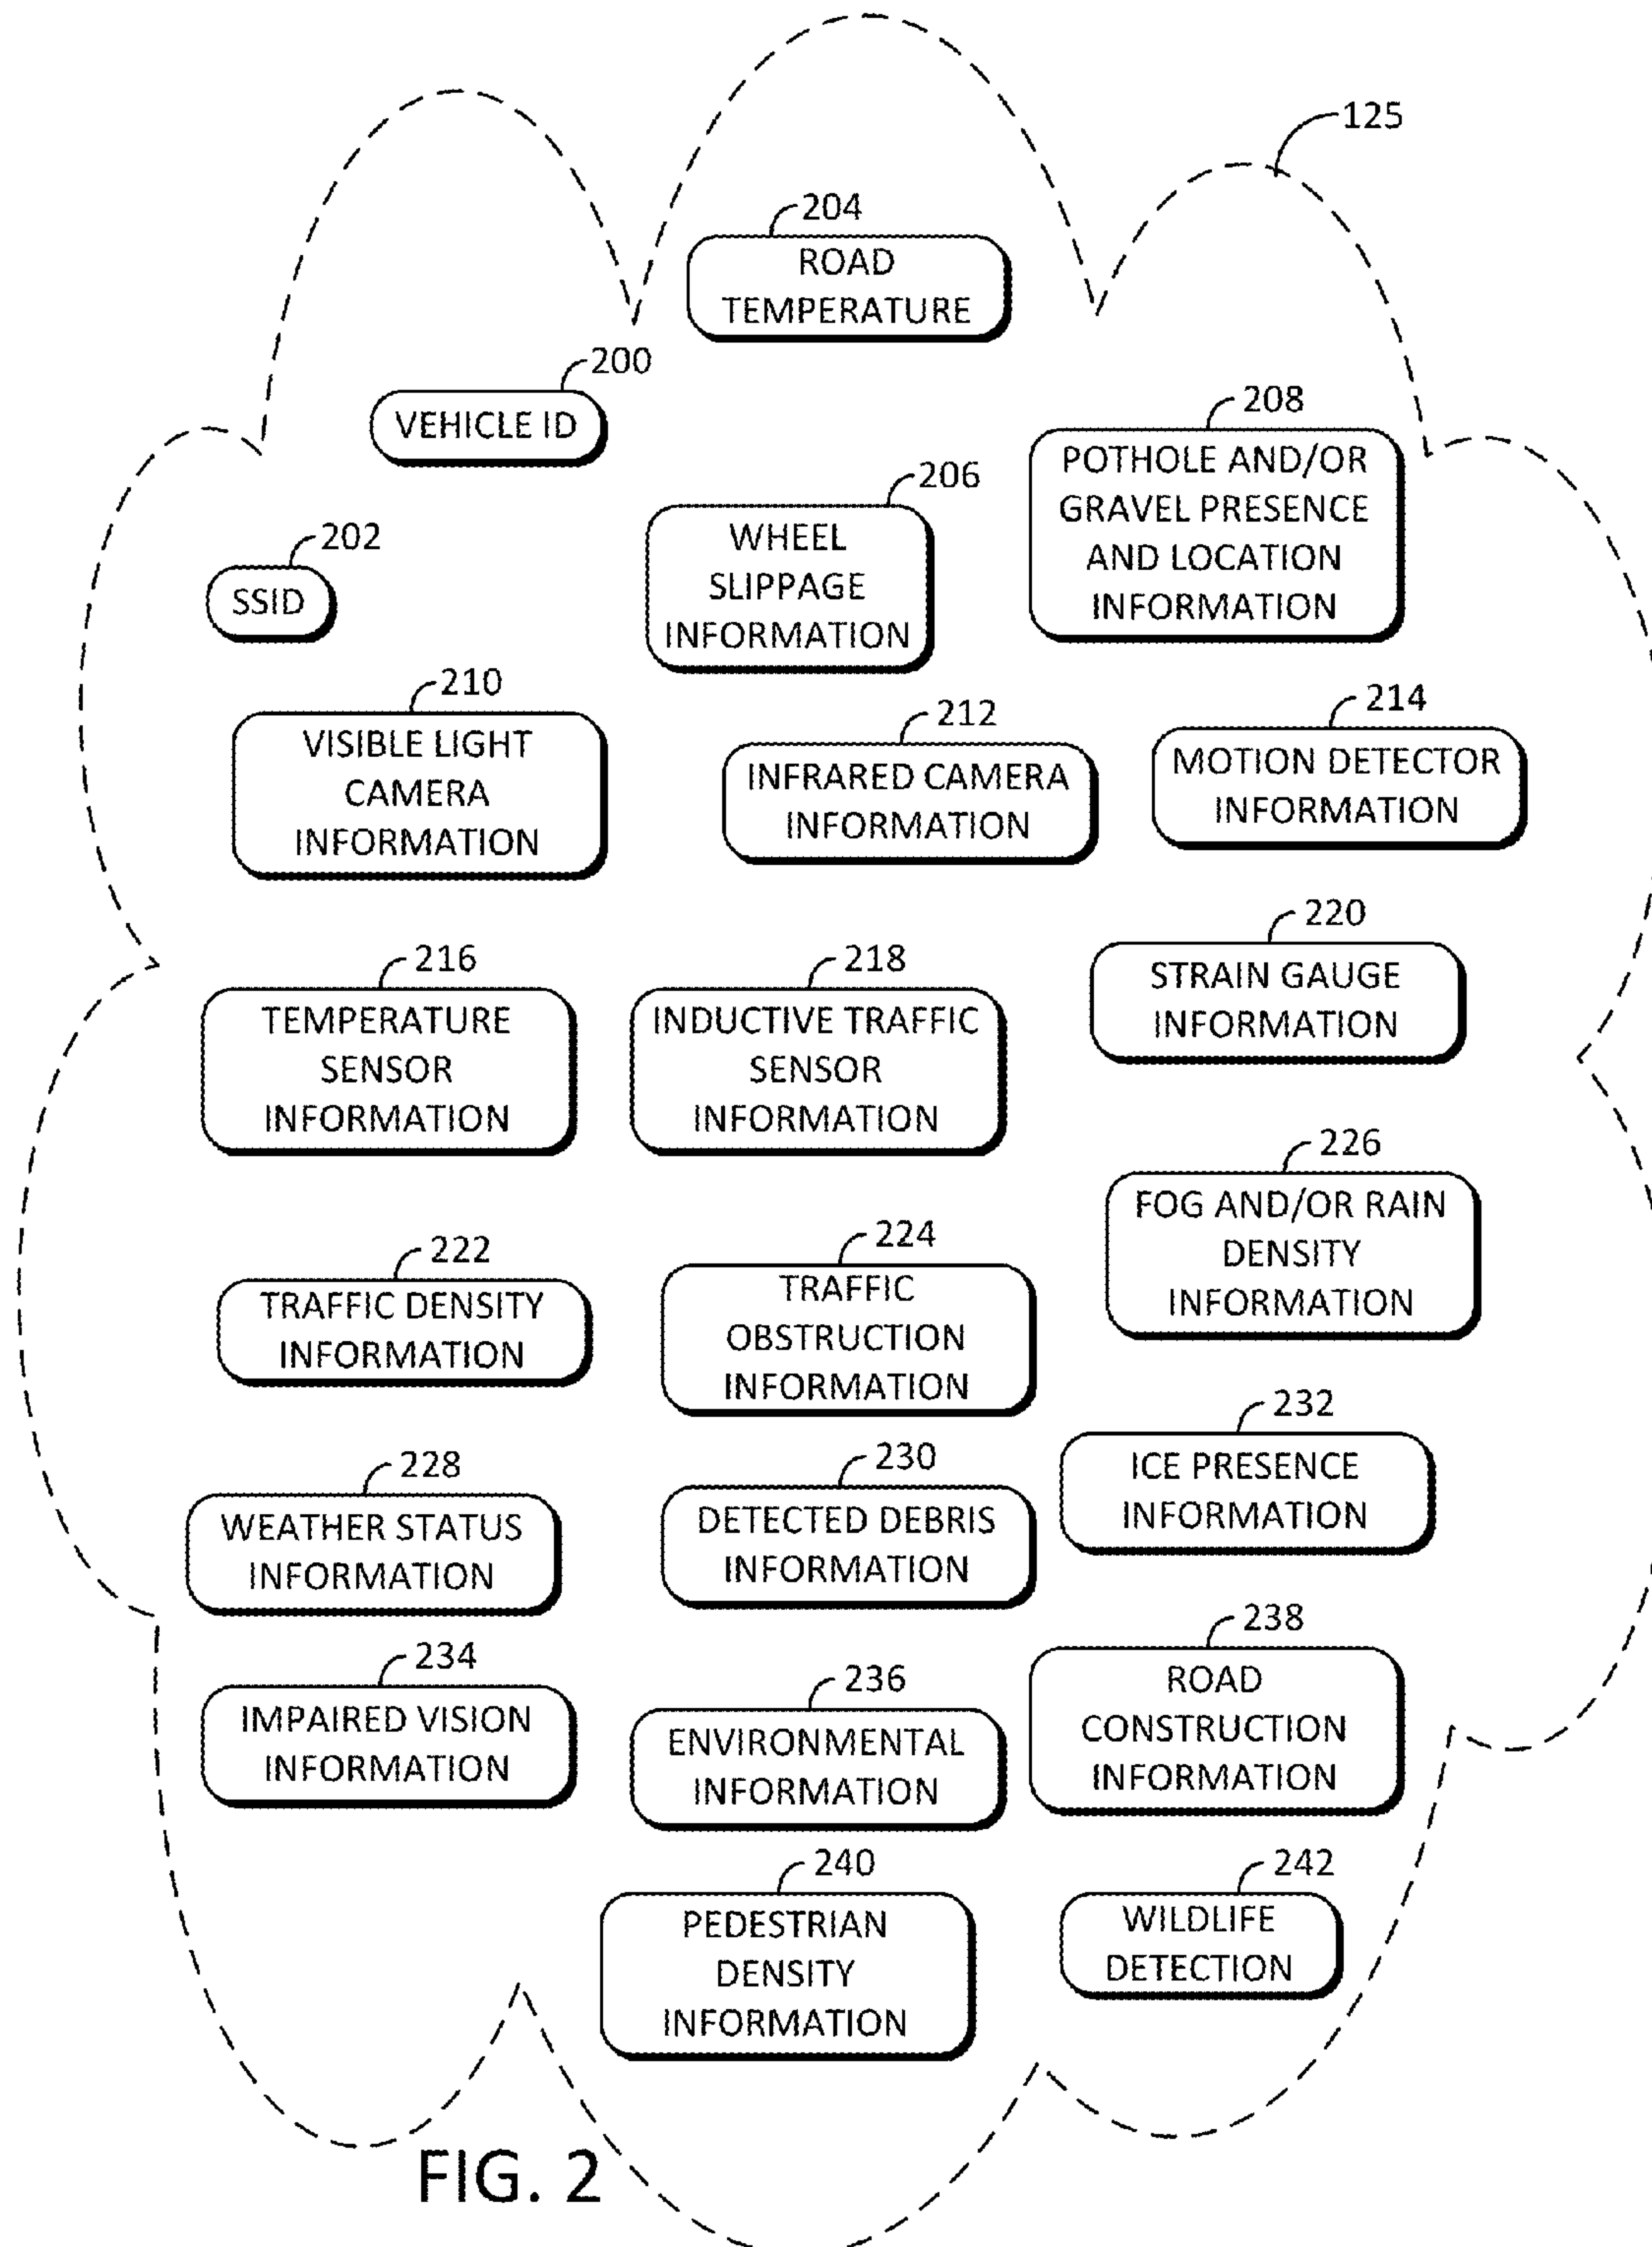 125
204
ROAD
TEMPERATURE
200
VEHICLE ID
208
POTHOLE AND/OR
GRAVEL PRESENCE
AND LOCATION
INFORMATION
206
WHEEL
SLIPPAGE
INFORMATION
202
SSID
210
VISIBLE LIGHT
CAMERA
INFORMATION
212
INFRARED CAMERA
INFORMATION
214
MOTION DETECTOR
INFORMATION
216
TEMPERATURE
SENSOR
INFORMATION
218
INDUCTIVE TRAFFIC
SENSOR
INFORMATION
220
STRAIN GAUGE
INFORMATION
222
TRAFFIC DENSITY
INFORMATION
224
TRAFFIC
OBSTRUCTION
INFORMATION
226
FOG AND/OR RAIN
DENSITY
INFORMATION
228
WEATHER STATUS
INFORMATION
230
DETECTED DEBRIS
INFORMATION
232
ICE PRESENCE
INFORMATION
234
IMPAIRED VISION
INFORMATION
236
ENVIRONMENTAL
INFORMATION
238
ROAD
CONSTRUCTION
INFORMATION
240
PEDESTRIAN
DENSITY
INFORMATION
242
WILDLIFE
DETECTION
FIG. 2